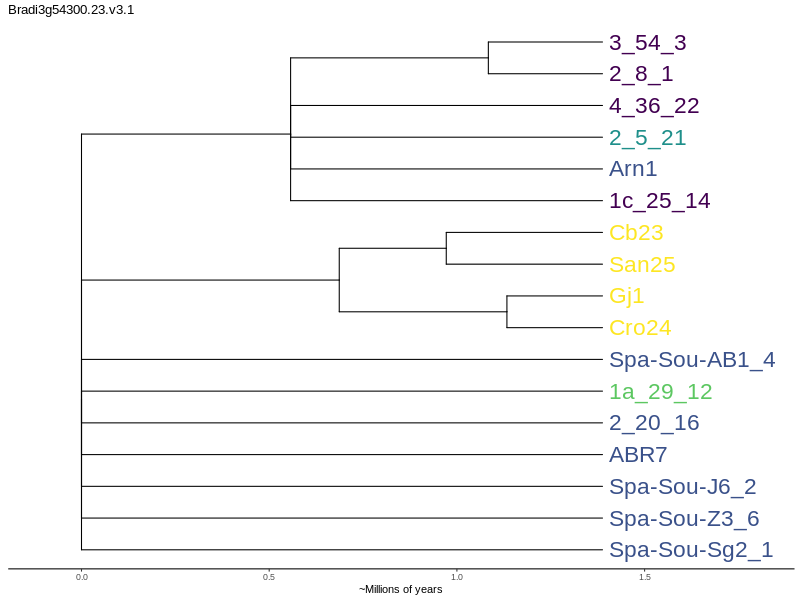 Bradi3g54300.23.v3.1
3_54_3
2_8_1
4_36_22
2_5_21
Arn1
1c_25_14
Cb23
San25
Gj1
Cro24
Spa-Sou-AB1_4
1a_29_12
2_20_16
ABR7
Spa-Sou-J6_2
Spa-Sou-Z3_6
Spa-Sou-Sg2_1
0.0 0.5 1.0 1.5
~Millions of years